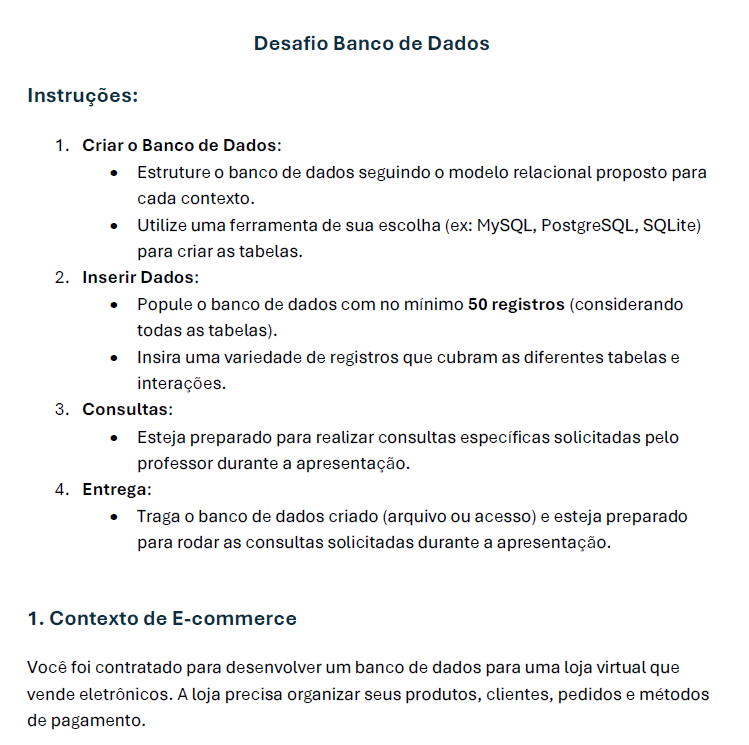 Desafio Banco de Dados
Instruções:
1. Criar o Banco de Dados:
• Estruture o banco de dados seguindo o modelo relacional proposto para
cada contexto.
• Utilize uma ferramenta de sua escolha (ex: MySQL, PostgreSQL, SQLite)
para criar as tabelas.
2. Inserir Dados:
• Popule o banco de dados com no mínimo 50 registros (considerando
todas as tabelas).
• Insira uma variedade de registros que cubram as diferentes tabelas e
interações.
3. Consultas:
• Esteja preparado para realizar consultas específicas solicitadas pelo
professor durante a apresentação.
4. Entrega:
• Traga o banco de dados criado (arquivo ou acesso) e esteja preparado
para rodar as consultas solicitadas durante a apresentação.
1. Contexto de E-commerce
Você foi contratado para desenvolver um banco de dados para uma loja virtual que
vende eletrônicos. A loja precisa organizar seus produtos, clientes, pedidos e métodos
de pagamento.